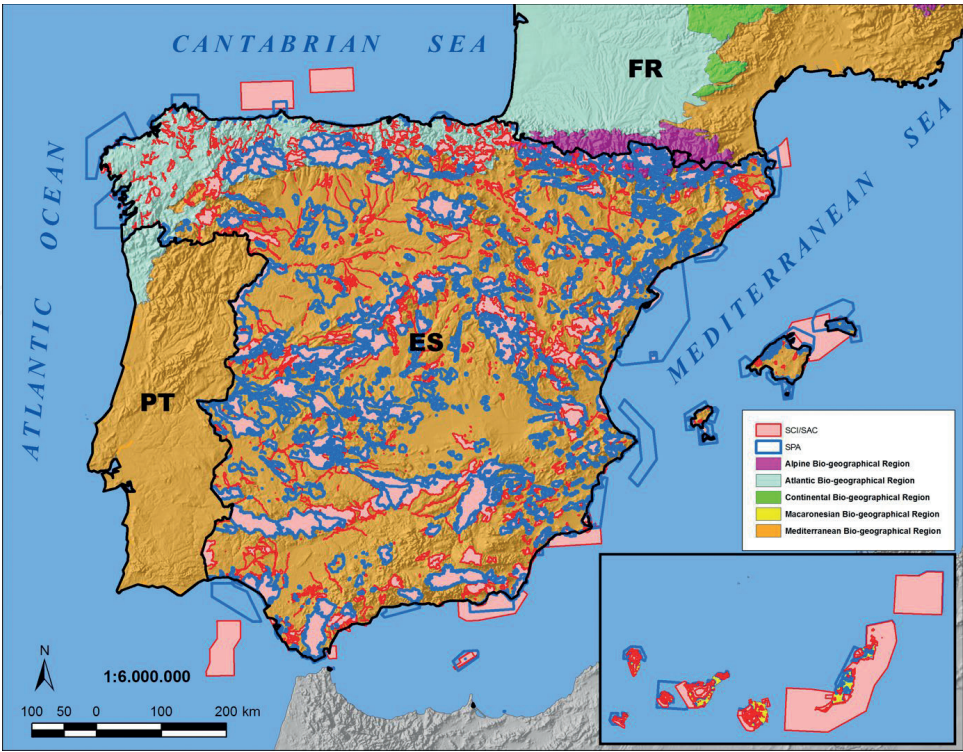 CANTABRIAN SEA
FR
ATLANTIC OCEAN
MEDITERRANEAN SEA
ES
PT
SCI/SAC
SPA
Alpine Bio-geographical Region
Atlantic Bio-geographical Region
Continental Bio-geographical Region
Macaronesian Bio-geographical Region
Mediterranean Bio-geographical Region
N
1:6.000.000
100 50 0 100 200 km